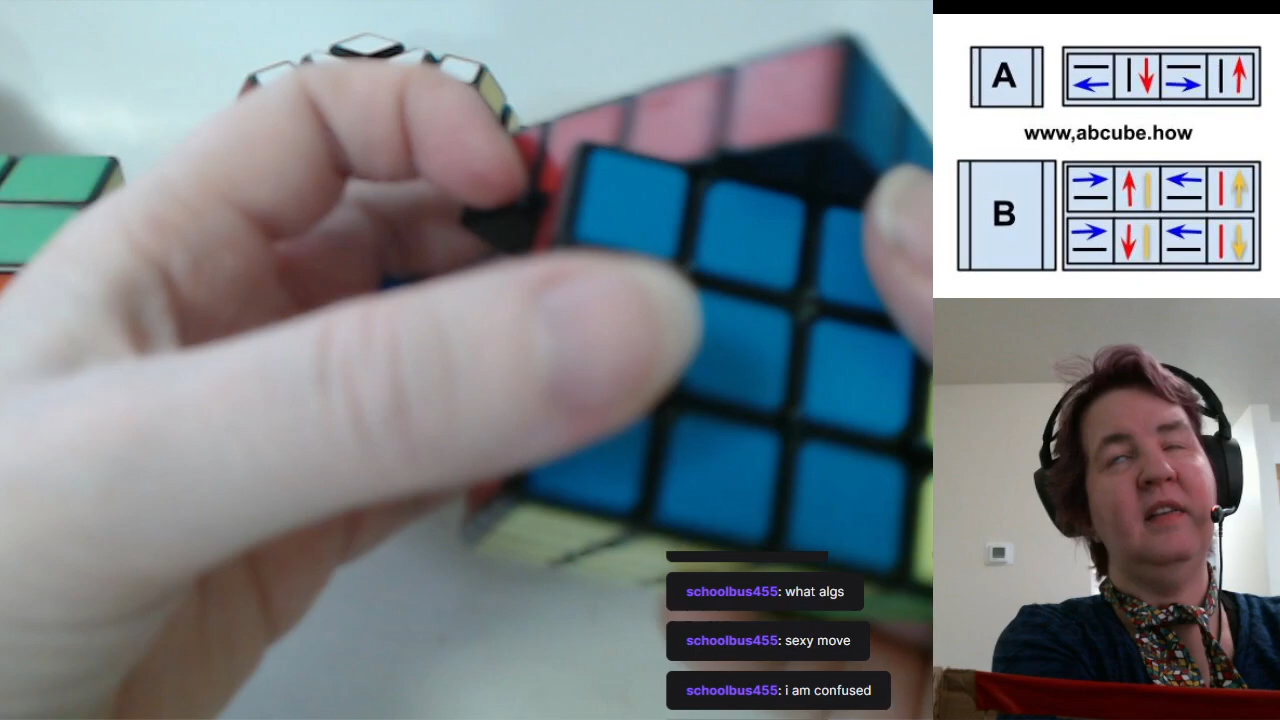 A
www,abcube.how
B
schoolbus455: what algs
schoolbus455: sexy move
schoolbus455: i am confused